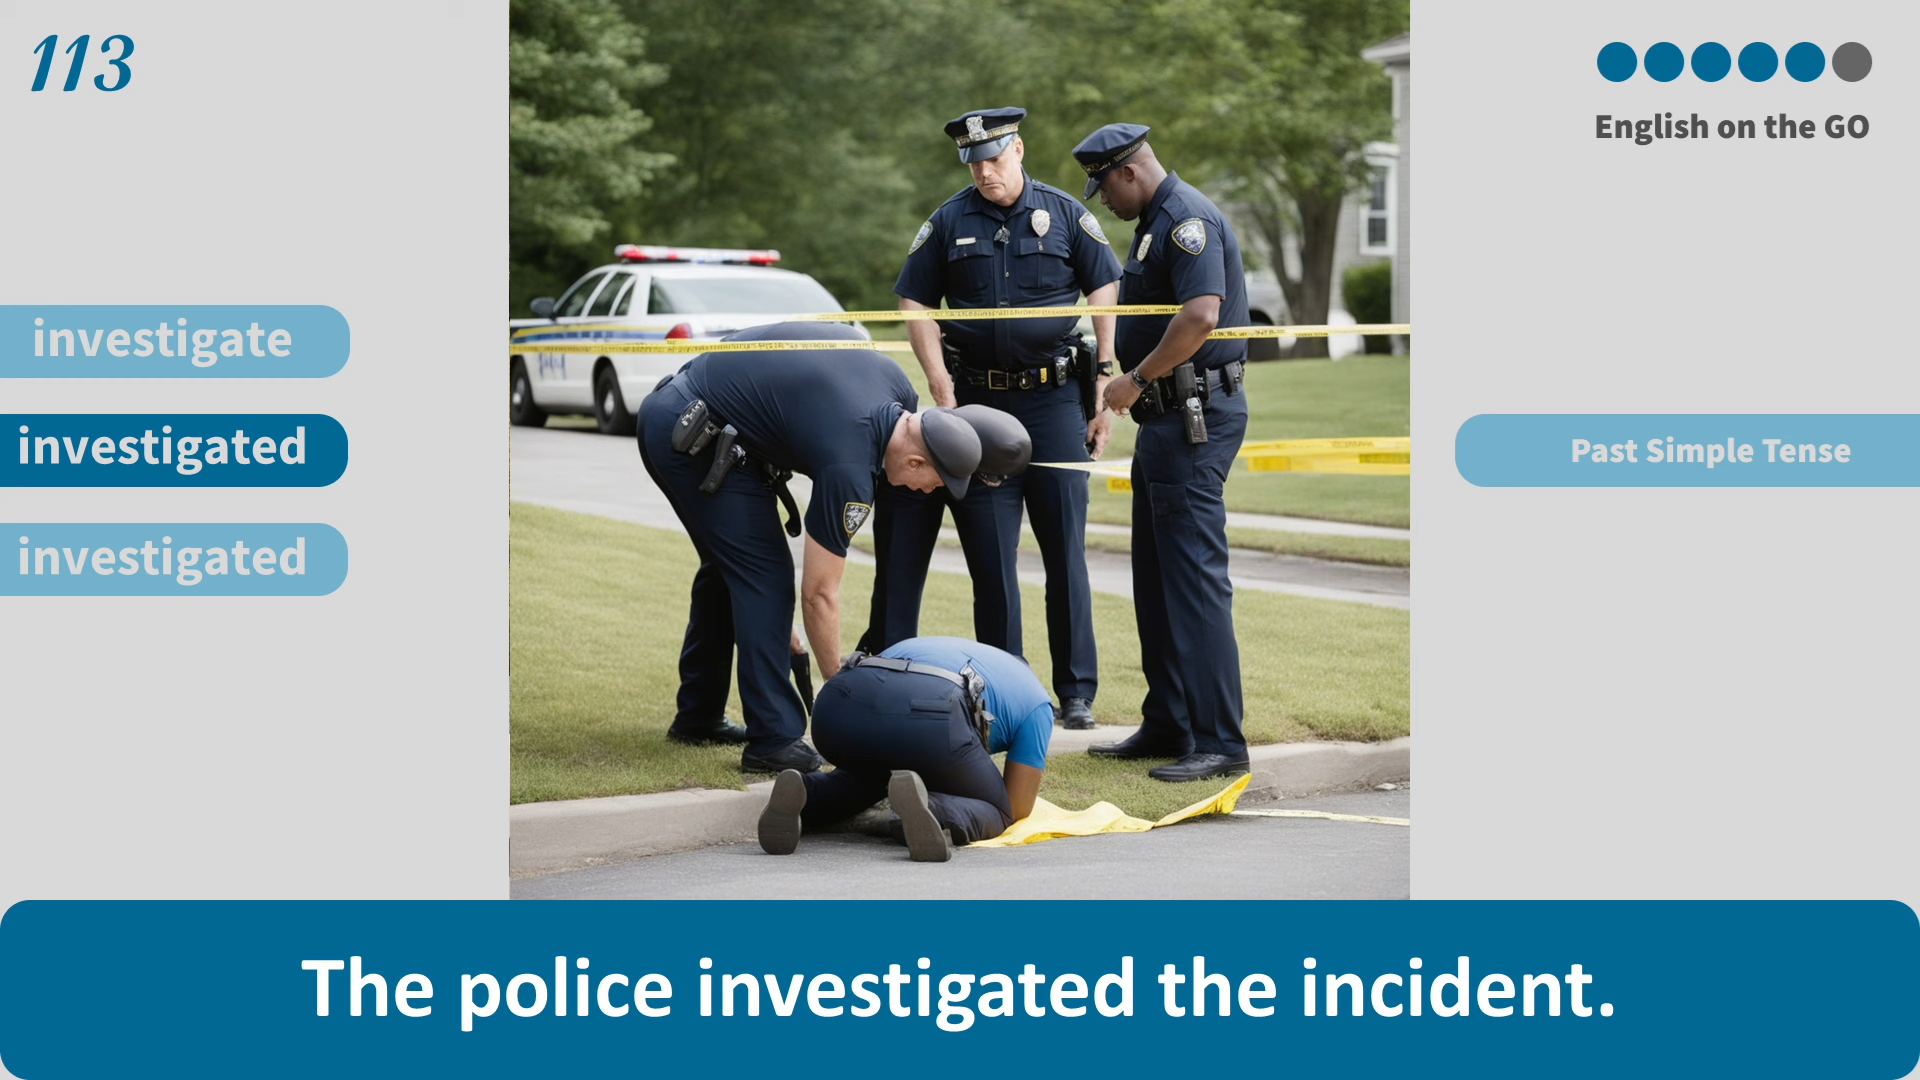 113
English on the GO
investigate
investigated
investigated
Past Simple Tense
The police investigated the incident.